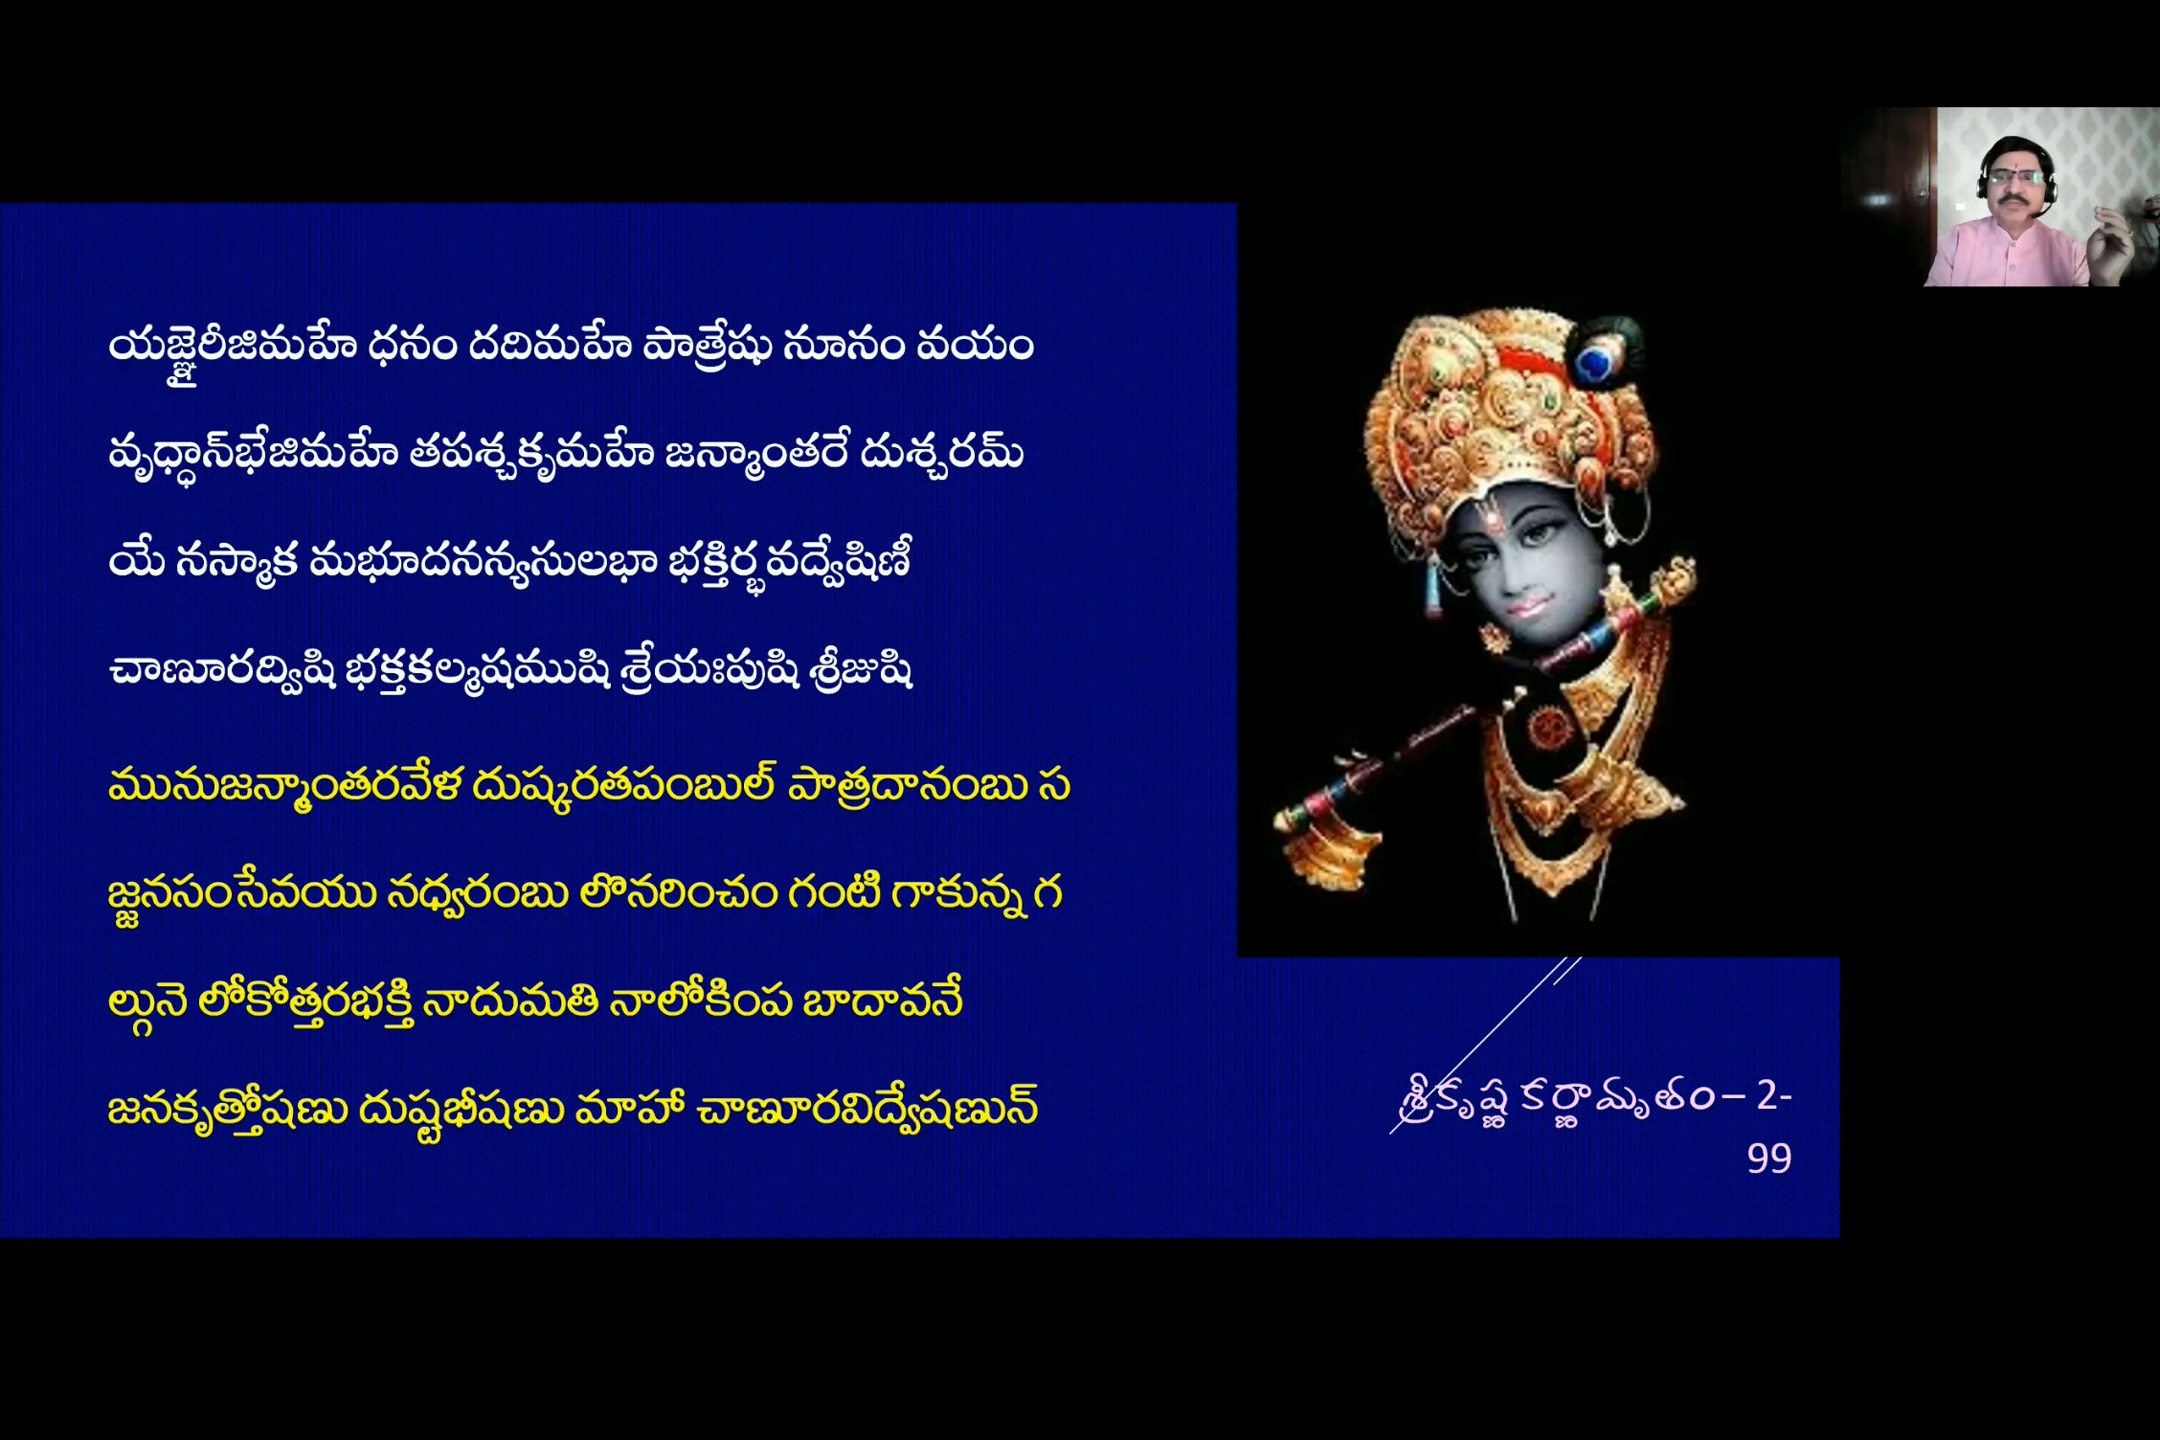 యజ్ఞైరీజిమహే ధనం దదిమహే పాత్రేషు నూనం వయం
వృద్ధాన్‌భేజిమహే తపశ్చకృమహే జన్మాంతరే దుశ్చరమ్
యే నస్మాక మభూదనన్యసులభా భక్తిర్భవద్వేషిణీ
చాణూరద్విషి భక్తకల్మషముషి శ్రేయఃపుషి శ్రీజుషి
మునుజన్మాంతరవేళ దుష్కరతపంబుల్ పాత్రదానంబు స
జ్జనసంసేవయు నధ్వరంబు లొనరించం గంటి గాకున్న గ
ల్గునె లోకోత్తరభక్తి నాదుమతి నాలోకింప బాదావనే
జనకృత్తోషణు దుష్టభీషణు మాహా చాణూరవిద్వేషణున్
శ్రీకృష్ణ కర్ణామృతం – 2-
99